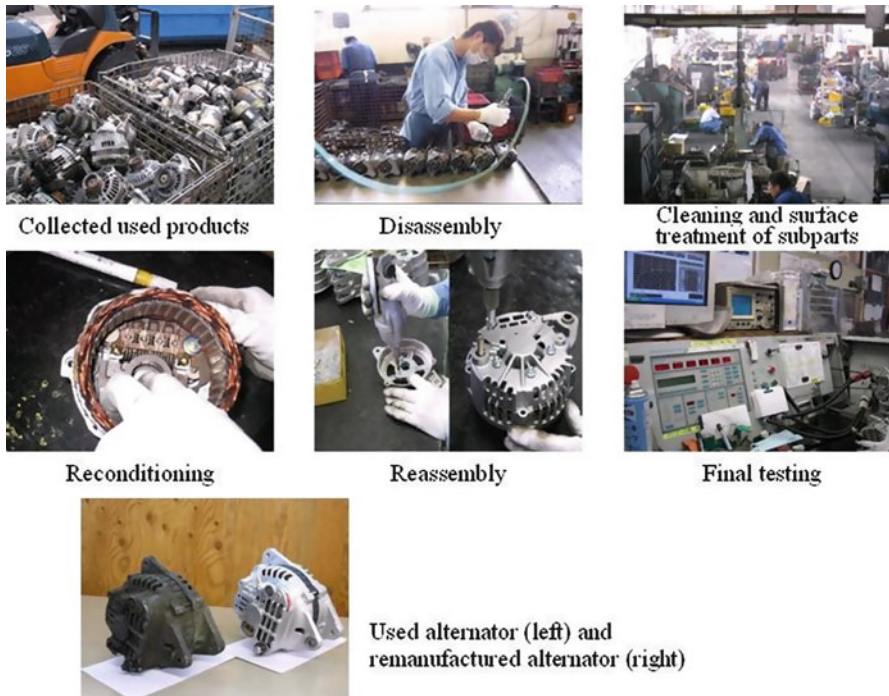 Collected used products
Disassembly
Cleaning and surface
treatment of subparts
Reconditioning
Reassembly
Final testing
Used alternator (left) and
remanufactured alternator (right)